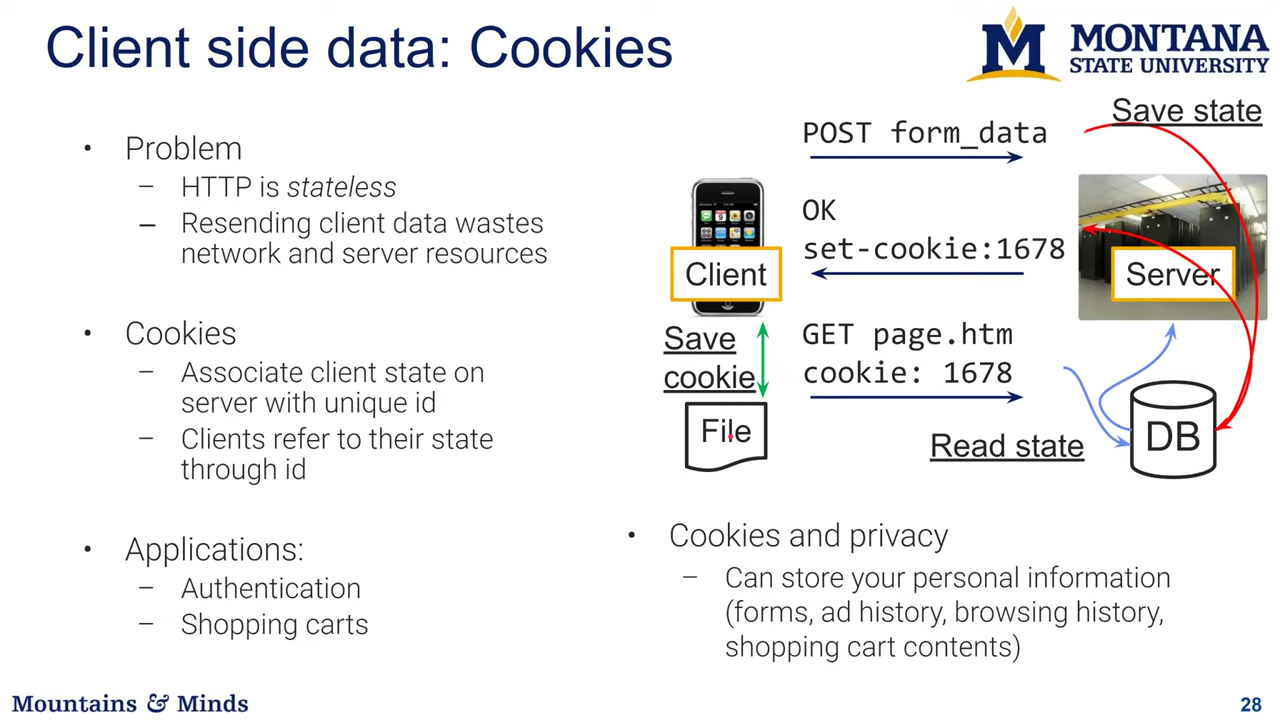 Client side data: Cookies
MONTANA
STATE UNIVERSITY
• Problem
– HTTP is stateless
– Resending client data wastes
network and server resources
• Cookies
– Associate client state on
server with unique id
– Clients refer to their state
through id
• Applications:
– Authentication
– Shopping carts
Save state
POST form_data
OK
set-cookie:1678
Client
Server
Save
cookie
GET page.htm
cookie: 1678
File
Read state
DB
• Cookies and privacy
– Can store your personal information
(forms, ad history, browsing history,
shopping cart contents)
Mountains & Minds
28